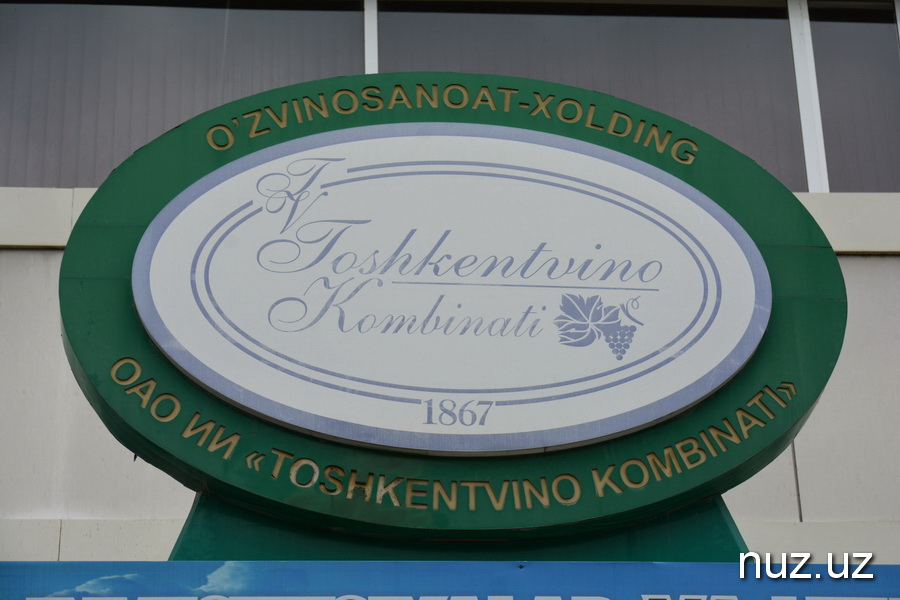 O'ZVINOSANOAT-XOLDING
TV
Toshkentvino
Kombinati
1867
ОАО ИИ «TOSHKENTVINO KOMBINATI»
nuz.uz